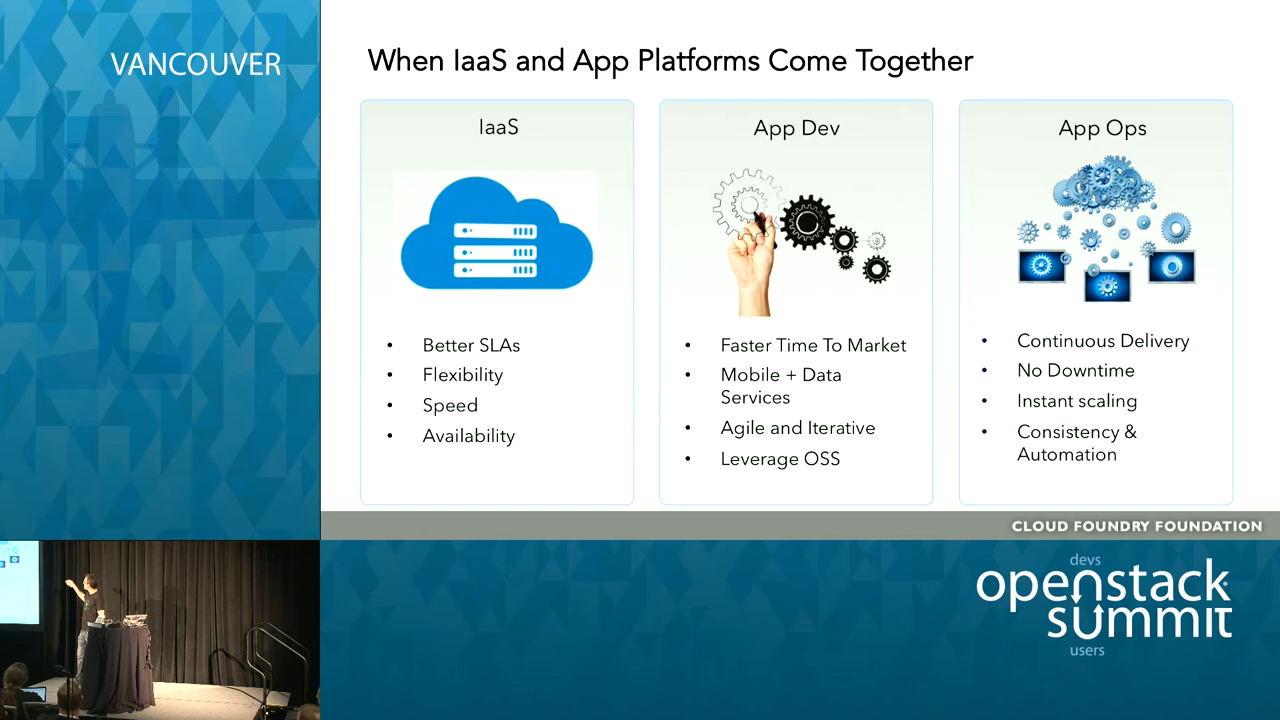 VANCOUVER
When IaaS and App Platforms Come Together
IaaS
• Better SLAs
• Flexibility
• Speed
• Availability
App Dev
• Faster Time To Market
• Mobile + Data
Services
• Agile and Iterative
• Leverage OSS
App Ops
• Continuous Delivery
• No Downtime
• Instant scaling
• Consistency &
Automation
CLOUD FOUNDRY FOUNDATION
devs
openstack
summit
users